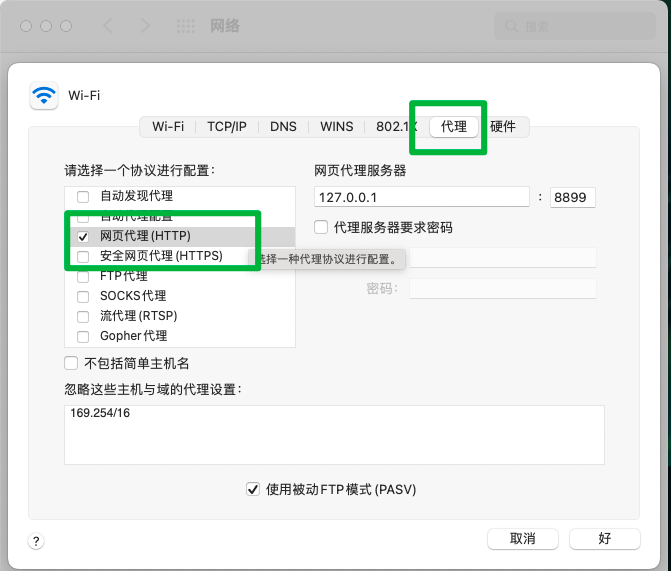 网络
搜索
Wi-Fi
Wi-Fi TCP/IP DNS WINS 802.1X 代理 硬件
请选择一个协议进行配置：
网页代理服务器
自动发现代理
127.0.0.1 : 8899
自动代理配置
代理服务器要求密码
网页代理 (HTTP)
安全网页代理 (HTTPS)
选择一种代理协议进行配置。
FTP代理
密码：
SOCKS代理
流代理 (RTSP)
Gopher代理
不包括简单主机名
忽略这些主机与域的代理设置：
169.254/16
使用被动FTP模式 (PASV)
?
取消
好